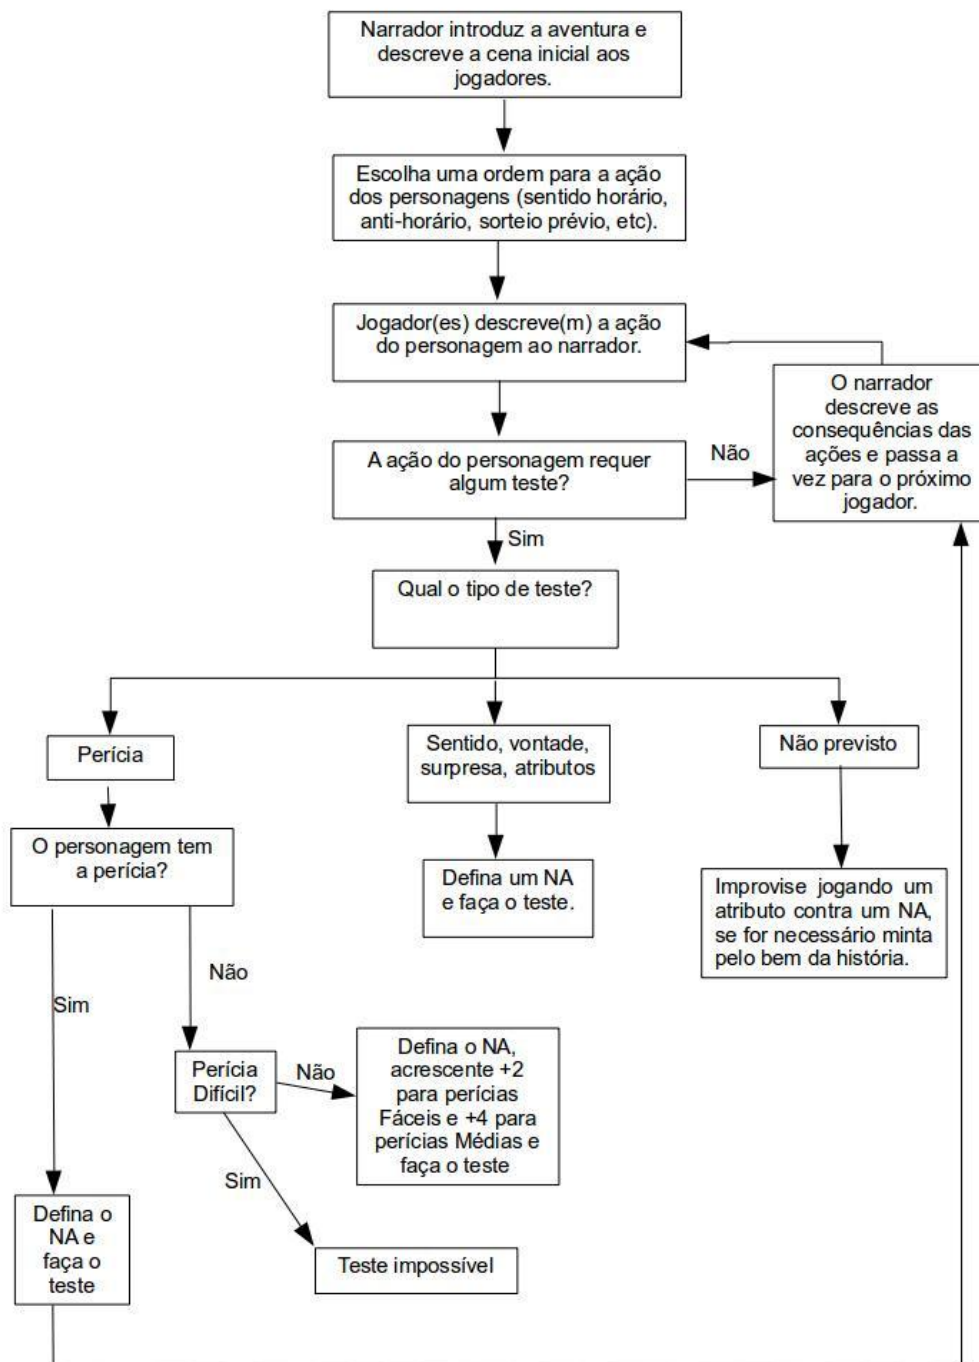 Narrador introduz a aventura e
descreve a cena inicial aos
jogadores.
Escolha uma ordem para a ação
dos personagens (sentido horário,
anti-horário, sorteio prévio, etc).
Jogador(es) descreve(m) a ação
do personagem ao narrador.
O narrador
descreve as
consequências das
ações e passa a
vez para o próximo
jogador.
A ação do personagem requer
algum teste?
Não
Sim
Qual o tipo de teste?
Perícia
Sentido, vontade,
surpresa, atributos
Não previsto
O personagem tem
a perícia?
Defina um NA
e faça o teste.
Improvise jogando um
atributo contra um NA,
se for necessário minta
pelo bem da história.
Sim
Não
Perícia
Difícil?
Não
Defina o NA,
acrescente +2
para perícias
Fáceis e +4 para
perícias Médias e
faça o teste
Sim
Defina o
NA e
faça o
teste
Teste impossível